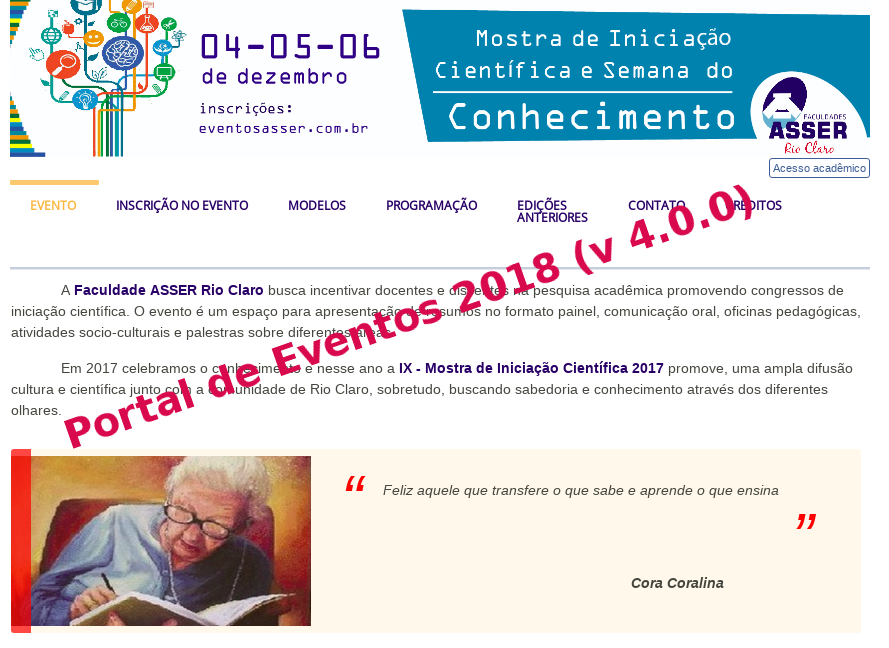 04-05-06
de dezembro
inscrições:
eventosasser.com.br
Mostra de Iniciação
Científica e Semana do
Conhecimento
FACULDADES
ASSER
Rio Claro
Acesso acadêmico
EVENTO
INSCRIÇÃO NO EVENTO
MODELOS
PROGRAMAÇÃO
EDIÇÕES
ANTERIORES
CONTATO
CRÉDITOS
Portal de Eventos 2018 (v 4.0.0)
A Faculdade ASSER Rio Claro busca incentivar docentes e discentes na pesquisa acadêmica promovendo congressos de
iniciação científica. O evento é um espaço para apresentação de resumos no formato painel, comunicação oral, oficinas pedagógicas,
atividades socio-culturais e palestras sobre diferentes áreas.
Em 2017 celebramos o conhecimento e nesse ano a IX - Mostra de Iniciação Científica 2017 promove, uma ampla difusão
cultura e científica junto com a comunidade de Rio Claro, sobretudo, buscando sabedoria e conhecimento através dos diferentes
olhares.
“ Feliz aquele que transfere o que sabe e aprende o que ensina
”
Cora Coralina